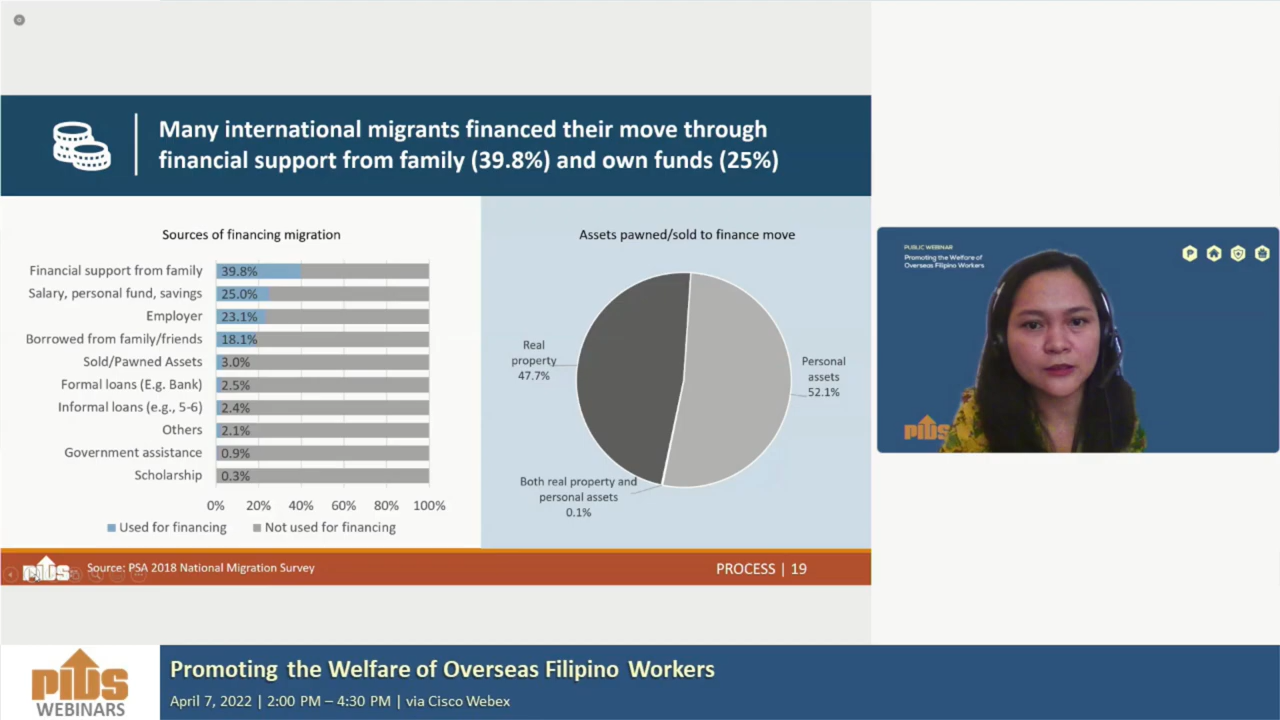 Many international migrants financed their move through
financial support from family (39.8%) and own funds (25%)
Sources of financing migration
Financial support from family 39.8%
Salary, personal fund, savings 25.0%
Employer 23.1%
Borrowed from family/friends 18.1%
Sold/Pawned Assets 3.0%
Formal loans (E.g. Bank) 2.5%
Informal loans (e.g., 5-6) 2.4%
Others 2.1%
Government assistance 0.9%
Scholarship 0.3%
0% 20% 40% 60% 80% 100%
Used for financing Not used for financing
Assets pawned/sold to finance move
Real
property
47.7%
Personal
assets
52.1%
Both real property and
personal assets
0.1%
PIDS
Source: PSA 2018 National Migration Survey
PROCESS | 19
PUBLIC WEBINAR
Promoting the Welfare of
Overseas Filipino Workers
P
PIDS
PIDS
WEBINARS
Promoting the Welfare of Overseas Filipino Workers
April 7, 2022 | 2:00 PM – 4:30 PM | via Cisco Webex